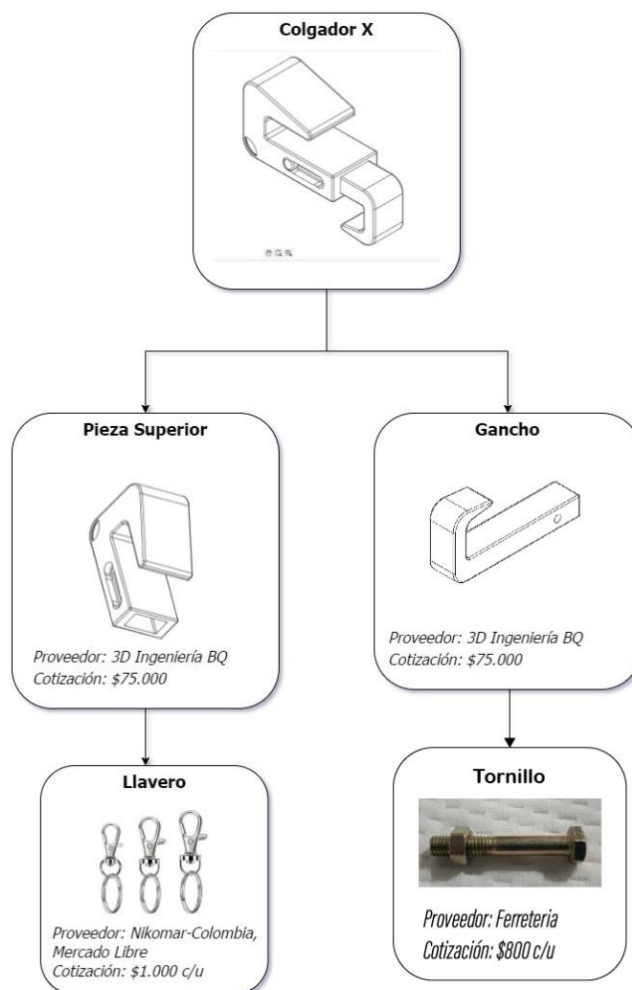 Colgador X
Pieza Superior
Proveedor: 3D Ingeniería BQ
Cotización: $75.000
Gancho
Proveedor: 3D Ingeniería BQ
Cotización: $75.000
Llavero
Proveedor: Nikomar-Colombia,
Mercado Libre
Cotización: $1.000 c/u
Tornillo
Proveedor: Ferreteria
Cotización: $800 c/u